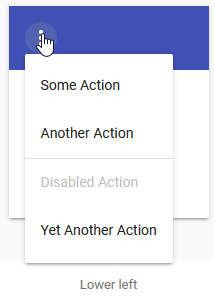 Some Action
Another Action
Disabled Action
Yet Another Action
Lower left